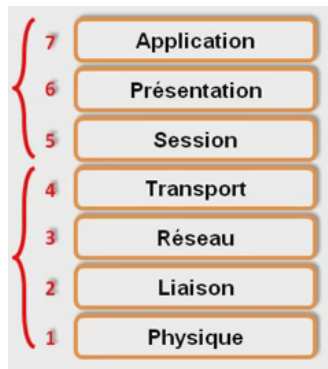 7 Application
6 Présentation
5 Session
4 Transport
3 Réseau
2 Liaison
1 Physique